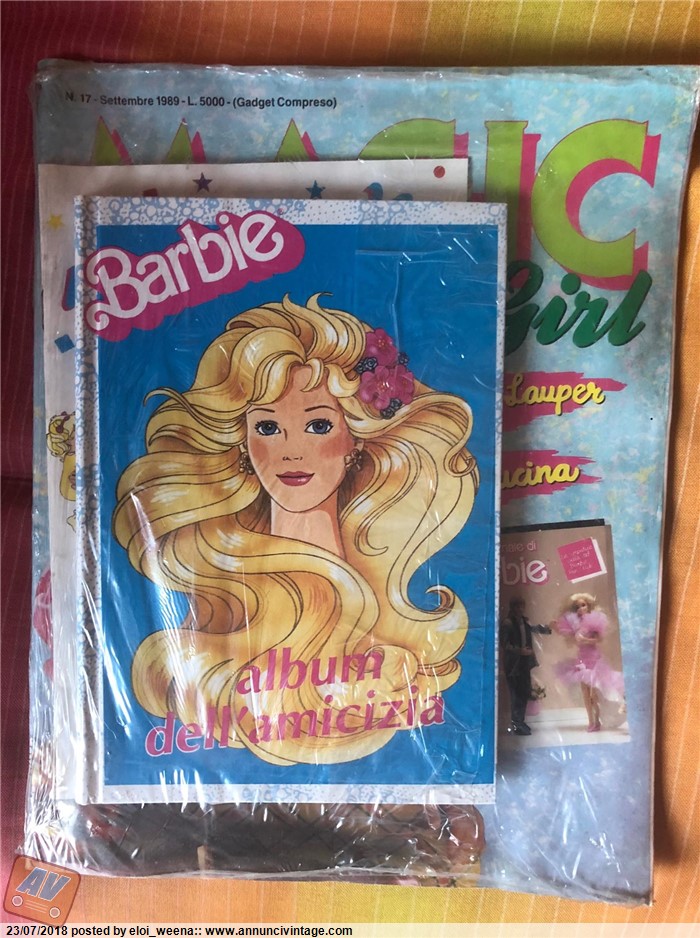 N. 17 - Settembre 1989 - L. 5000 - (Gadget Compreso)
MAGIC
Girl
Barbie
Lauper
album
dell'amicizia
AV
23/07/2018 posted by eloi_weena:: www.annuncivintage.com